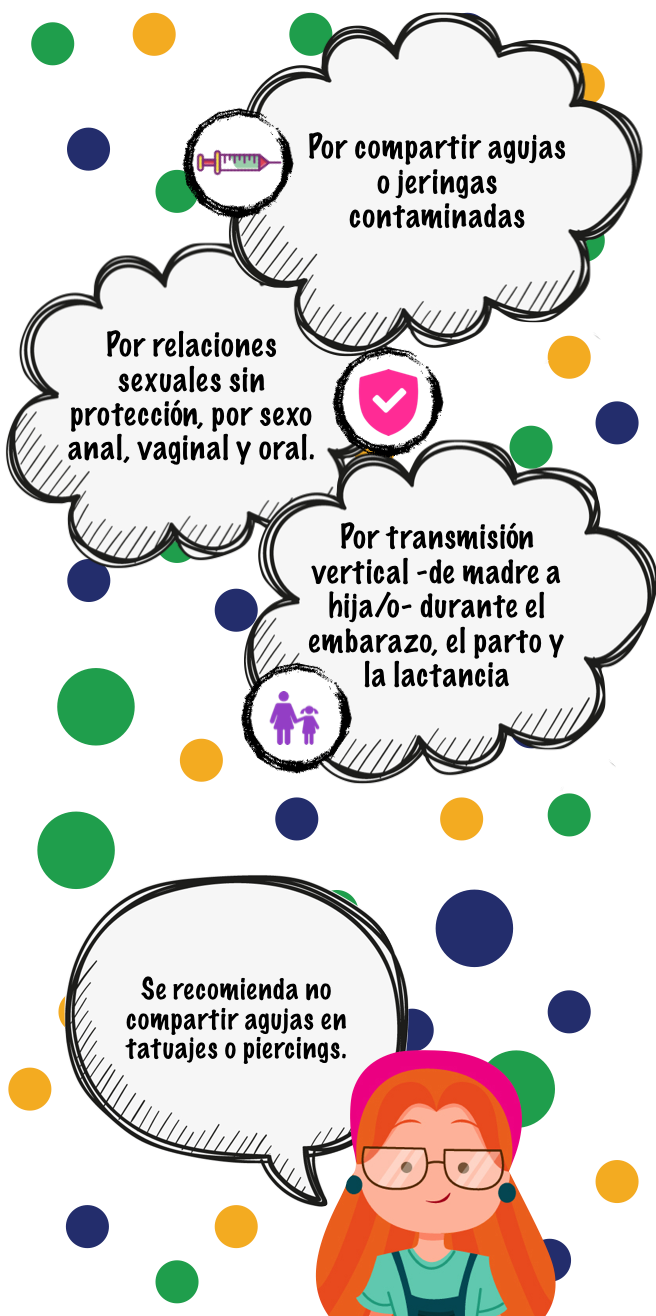 Por compartir agujas
o jeringas
contaminadas
Por relaciones
sexuales sin
protección, por sexo
anal, vaginal y oral.
Por transmisión
vertical -de madre a
hija/o- durante el
embarazo, el parto y
la lactancia
Se recomienda no
compartir agujas en
tatuajes o piercings.